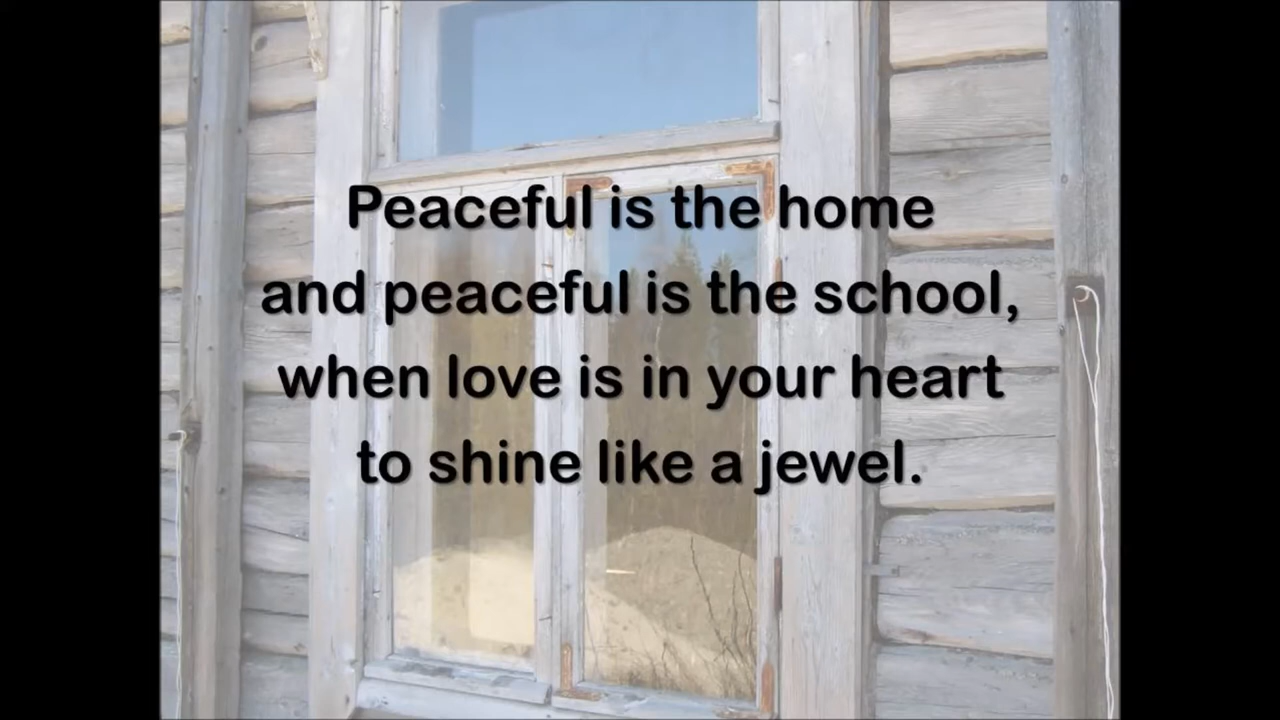 Peaceful is the home
and peaceful is the school,
when love is in your heart
to shine like a jewel.